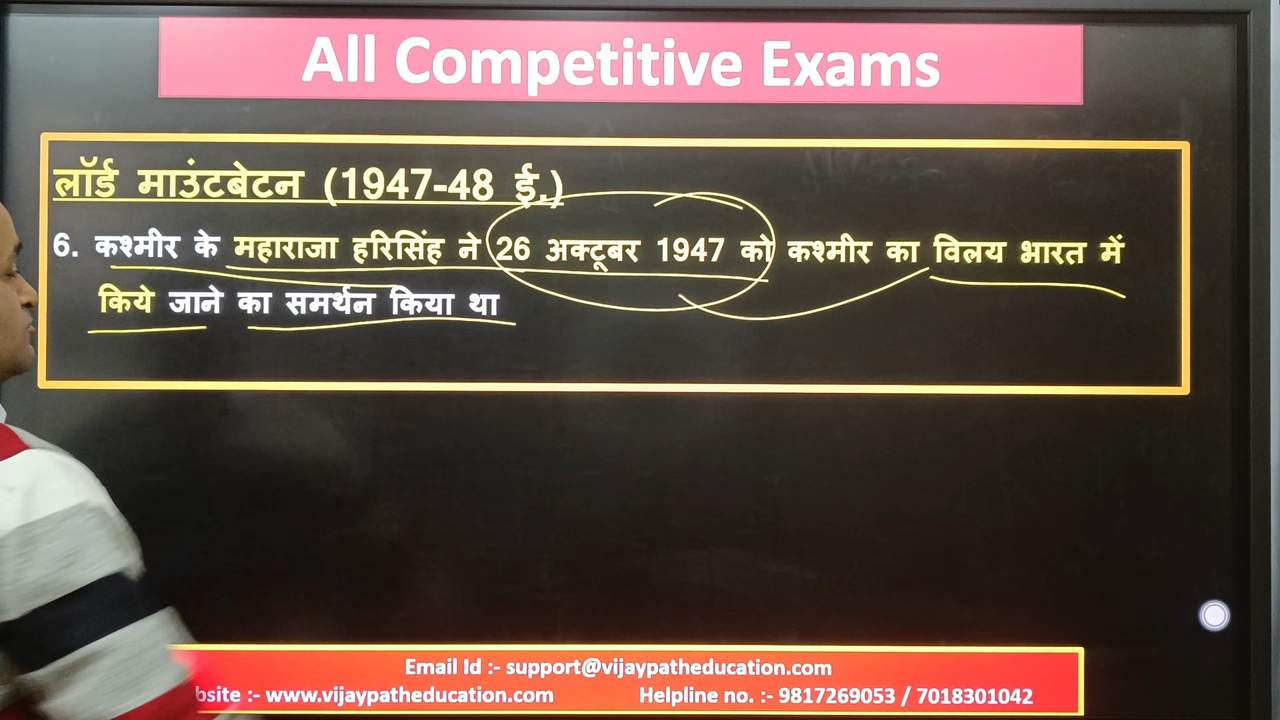 All Competitive Exams
लॉर्ड माउंटबेटन (1947-48 ई.)
6. कश्मीर के महाराजा हरिसिंह ने 26 अक्टूबर 1947 को कश्मीर का विलय भारत में
किये जाने का समर्थन किया था
Email Id :- support@vijaypatheducation.com
bsite :- www.vijaypatheducation.com Helpline no. :- 9817269053 / 7018301042